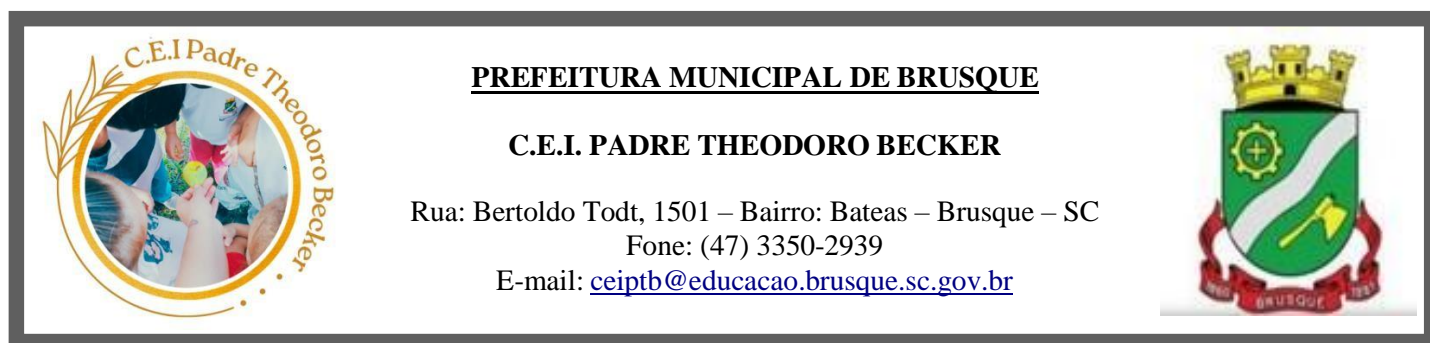 C.E.I Padre Theodoro Becker
PREFEITURA MUNICIPAL DE BRUSQUE
C.E.I. PADRE THEODORO BECKER
Rua: Bertoldo Todt, 1501 – Bairro: Bateas – Brusque – SC
Fone: (47) 3350-2939
E-mail: ceiptb@educacao.brusque.sc.gov.br
BRUSQUE